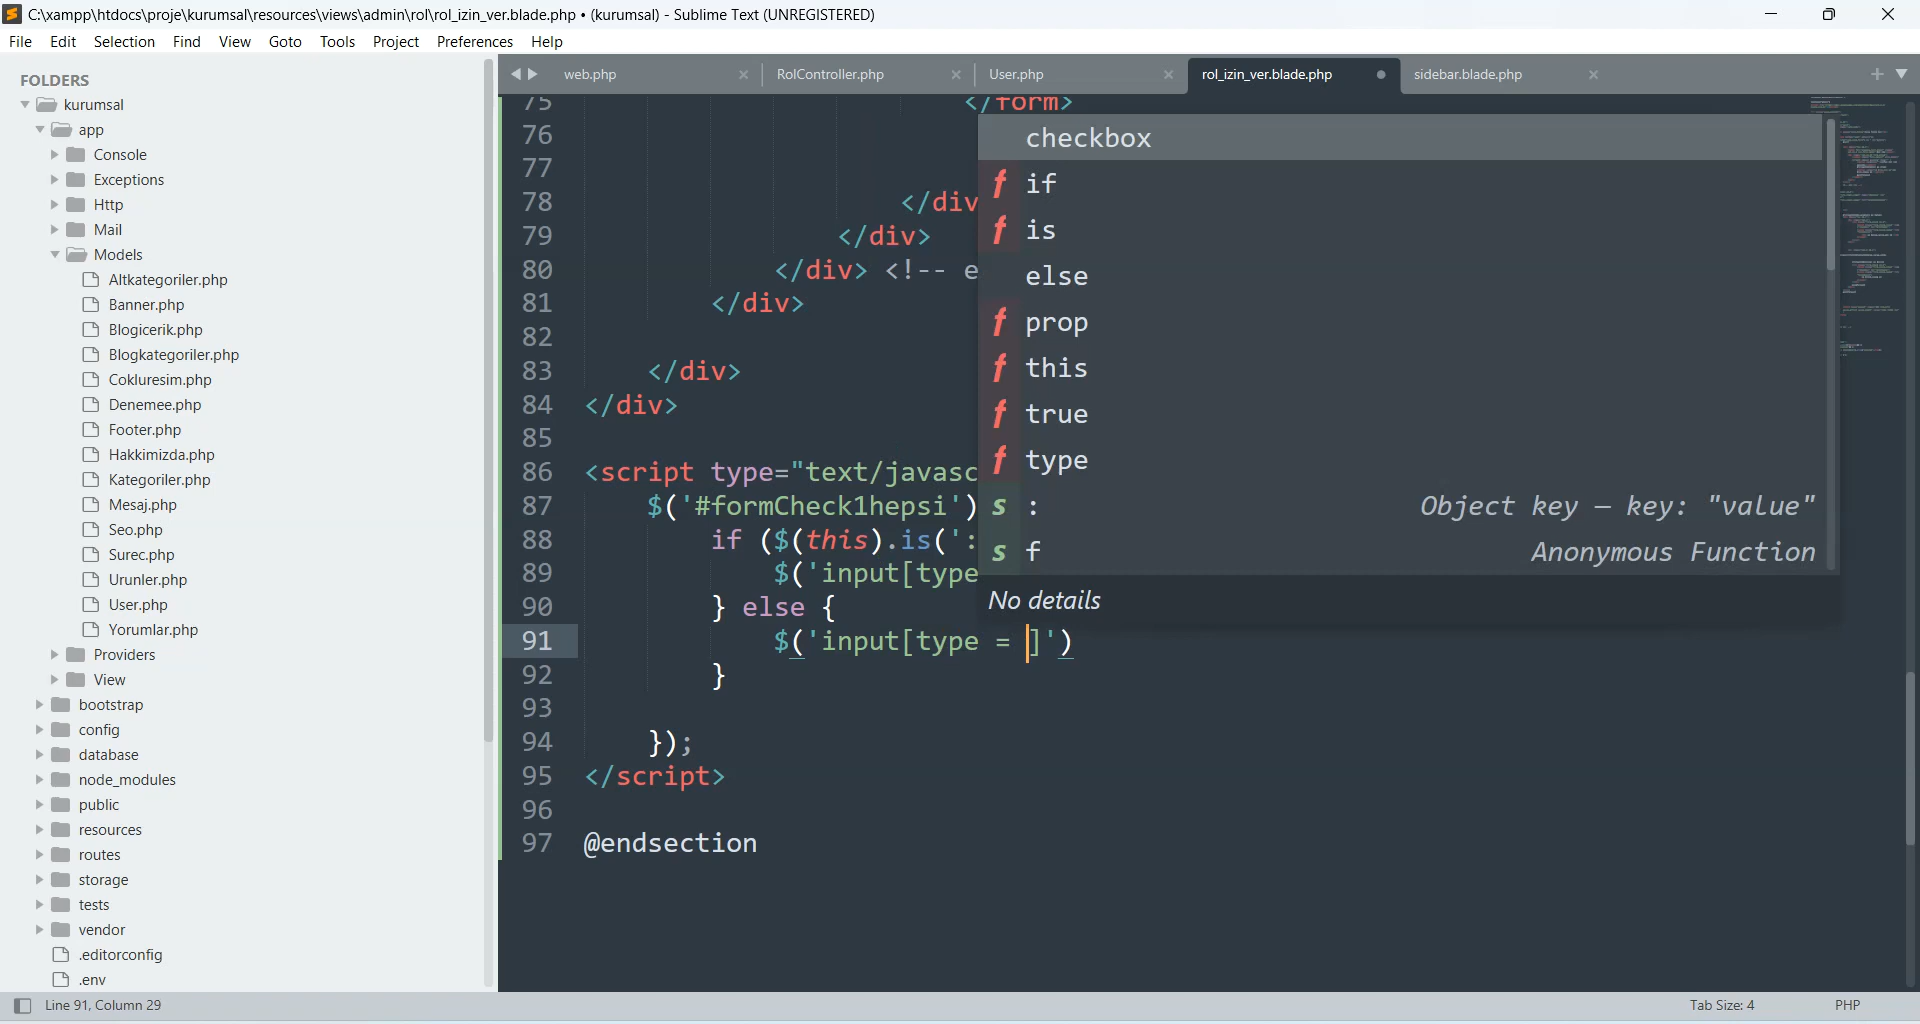 C:\xampp\htdocs\proje\kurumsal\resources\views\admin\rol\rol_izin_ver.blade.php • (kurumsal) - Sublime Text (UNREGISTERED)
File Edit Selection Find View Goto Tools Project Preferences Help
FOLDERS
kurumsal
app
Console
Exceptions
Http
Mail
Models
Altkategoriler.php
Banner.php
Blogicerik.php
Blogkategoriler.php
Cokluresim.php
Denemee.php
Footer.php
Hakkimizda.php
Kategoriler.php
Mesaj.php
Seo.php
Surec.php
Urunler.php
User.php
Yorumlar.php
Providers
View
bootstrap
config
database
node_modules
public
resources
routes
storage
tests
vendor
.editorconfig
.env
web.php RolController.php User.php rol_izin_ver.blade.php sidebar.blade.php
75 </form>
76
77
78 </div
79 </div>
80 </div> <!-- e
81 </div>
82
83 </div>
84 </div>
85
86 <script type="text/javasc
87 $('#formCheck1hepsi')
88 if ($(this).is(':
89 $('input[type
90 } else {
91 $('input[type = ]')
92 }
93
94 });
95 </script>
96
97 @endsection
checkbox
f if
f is
else
f prop
f this
f true
f type
s : Object key — key: "value"
s f Anonymous Function
No details
Line 91, Column 29 Tab Size: 4 PHP